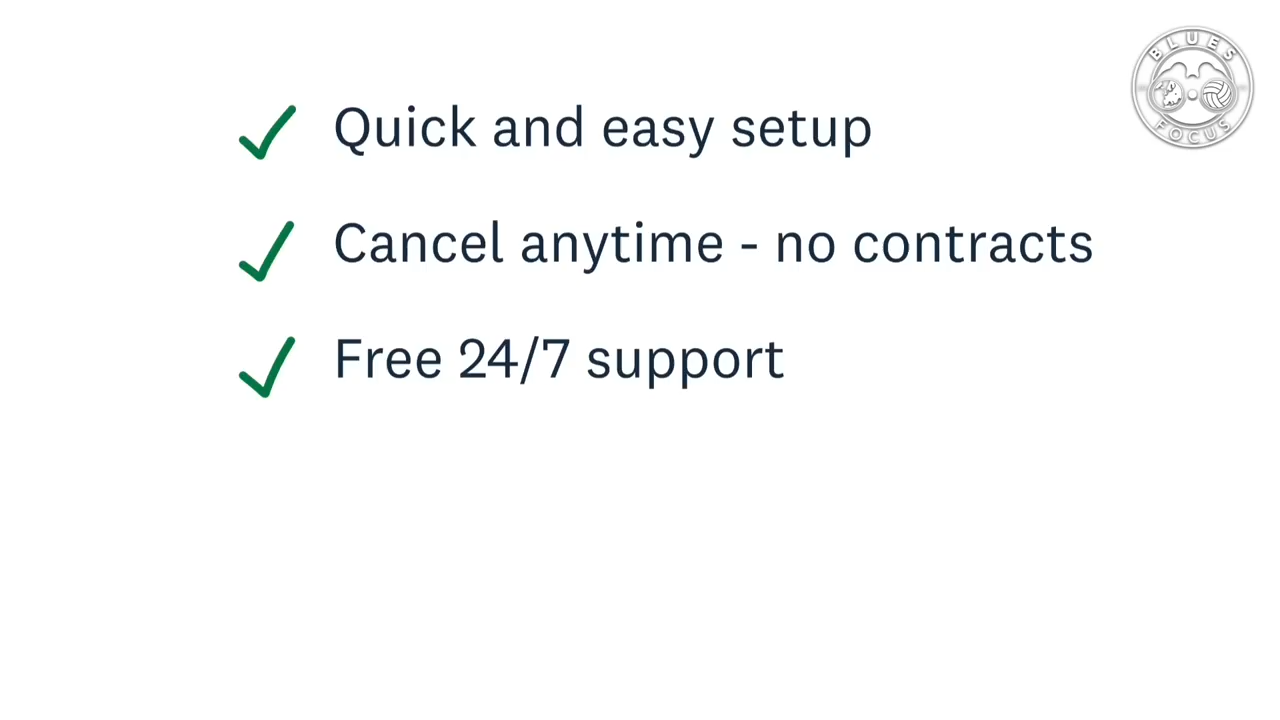 BLUES
FOCUS
Quick and easy setup
Cancel anytime - no contracts
Free 24/7 support